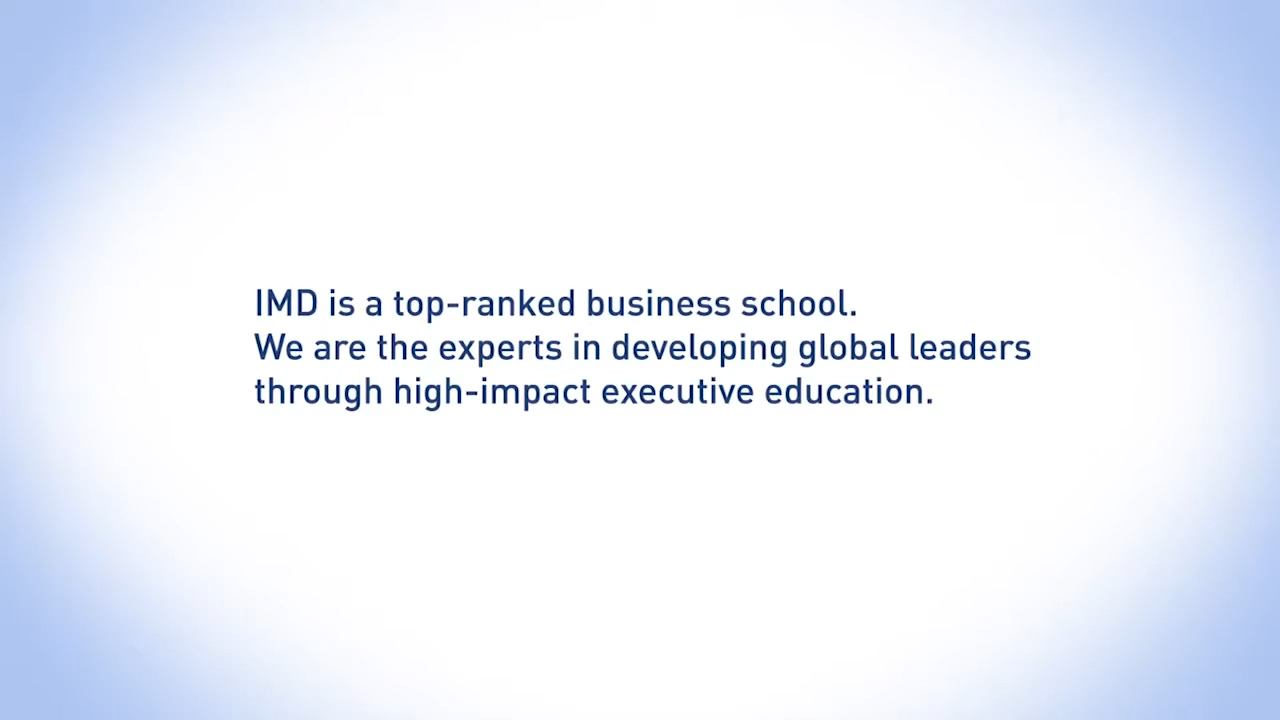 IMD is a top-ranked business school.
We are the experts in developing global leaders
through high-impact executive education.